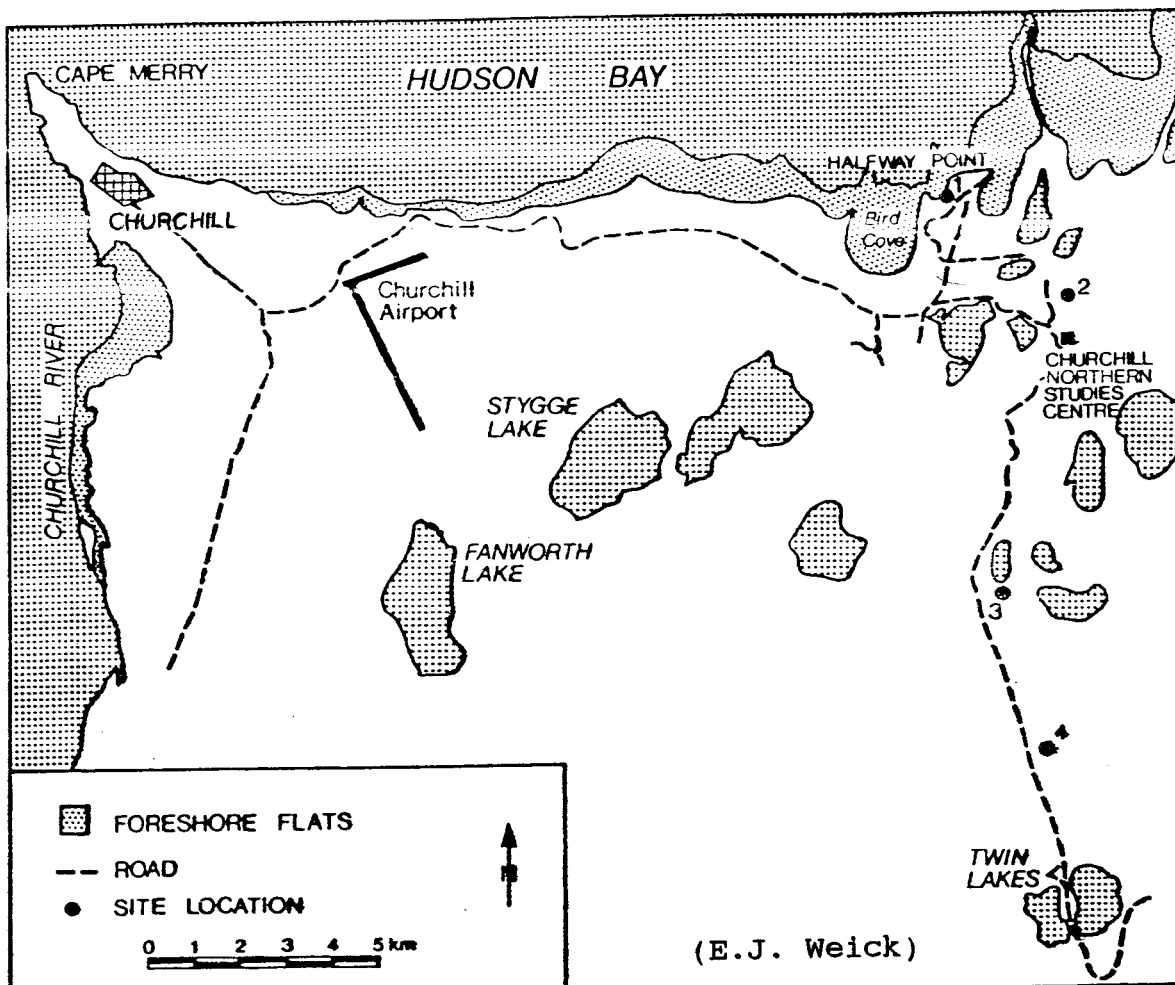 CAPE MERRY
HUDSON BAY
HALFWAY POINT
1
Bird
Cove
CHURCHILL
2
Churchill
Airport
CHURCHILL
NORTHERN
STUDIES
CENTRE
CHURCHILL RIVER
STYGGE
LAKE
FANWORTH
LAKE
3
4
TWIN
LAKES
FORESHORE FLATS
ROAD
SITE LOCATION
N
0 1 2 3 4 5 km
(E.J. Weick)